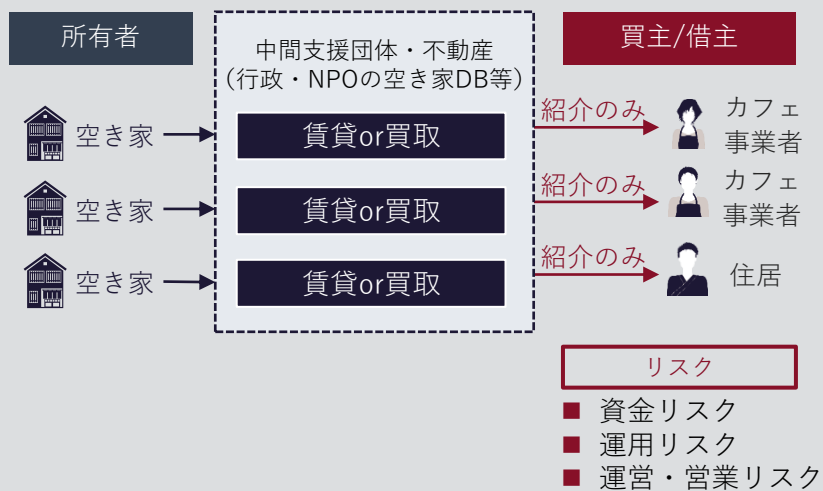 所有者
中間支援団体・不動産
（行政・NPOの空き家DB等）
買主/借主
空き家
賃貸or買取
紹介のみ
カフェ
事業者
空き家
賃貸or買取
紹介のみ
カフェ
事業者
空き家
賃貸or買取
紹介のみ
住居
リスク
■ 資金リスク
■ 運用リスク
■ 運営・営業リスク